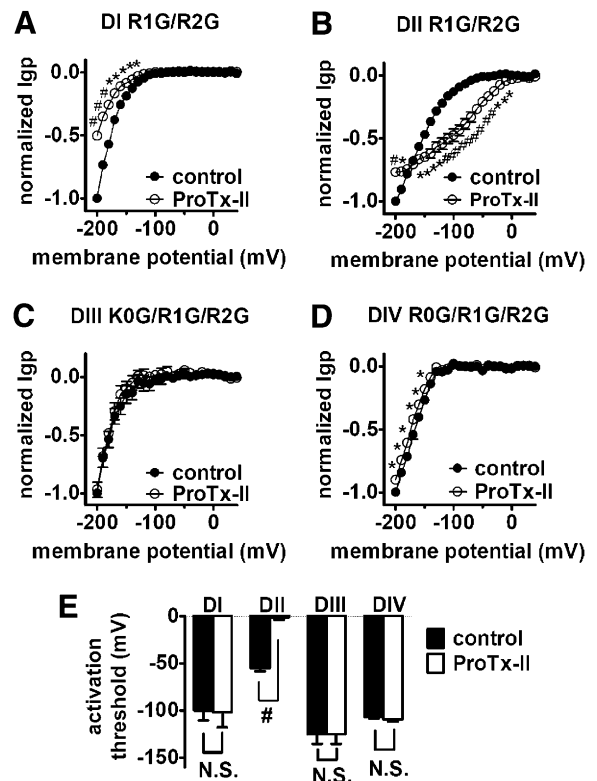 A
DI R1G/R2G
normalized Igp
0.0
-0.5
-1.0
# # # * * * * *
control
ProTx-II
-200 -100 0
membrane potential (mV)
B
DII R1G/R2G
normalized Igp
0.0
-0.5
-1.0
control
ProTx-II
-200 -100 0
membrane potential (mV)
C
DIII K0G/R1G/R2G
normalized Igp
0.0
-0.5
-1.0
control
ProTx-II
-200 -100 0
membrane potential (mV)
D
DIV R0G/R1G/R2G
normalized Igp
0.0
-0.5
-1.0
* * * * *
control
ProTx-II
-200 -100 0
membrane potential (mV)
E
DI DII DIII DIV
activation
threshold (mV)
0
-50
-100
-150
#
N.S. N.S. N.S.
control
ProTx-II